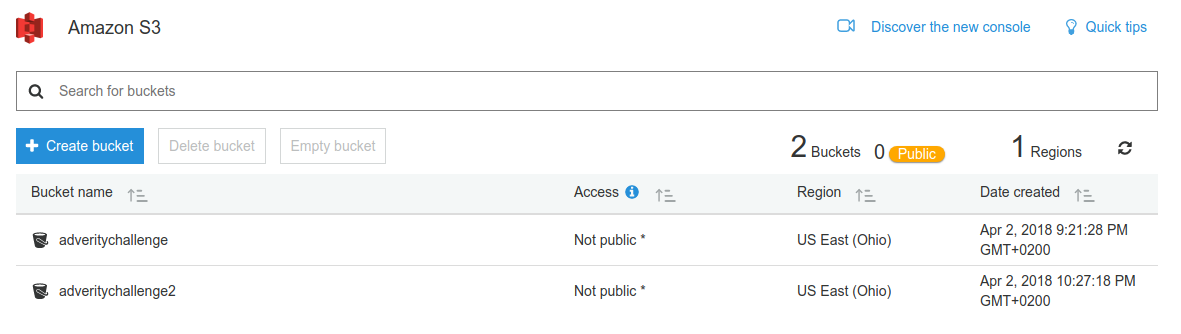 Amazon S3 Discover the new console Quick tips
Search for buckets
Create bucket Delete bucket Empty bucket 2 Buckets 0 Public 1 Regions
Bucket name Access Region Date created
adveritychallenge Not public * US East (Ohio) Apr 2, 2018 9:21:28 PM
GMT+0200
adveritychallenge2 Not public * US East (Ohio) Apr 2, 2018 10:27:18 PM
GMT+0200